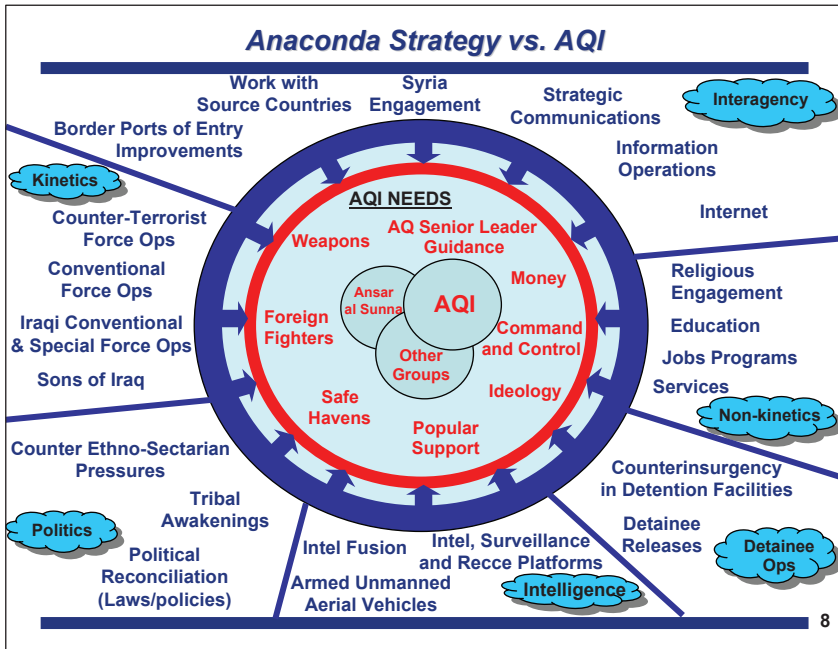 Anaconda Strategy vs. AQI
Work with
Source Countries
Syria
Engagement
Strategic
Communications
Interagency
Border Ports of Entry
Improvements
Information
Operations
Kinetics
Internet
Counter-Terrorist
Force Ops
Conventional
Force Ops
Iraqi Conventional
& Special Force Ops
Sons of Iraq
AQI NEEDS
Weapons
AQ Senior Leader
Guidance
Money
Ansar
al Sunna
AQI
Foreign
Fighters
Command
and Control
Other
Groups
Ideology
Safe
Havens
Popular
Support
Religious
Engagement
Education
Jobs Programs
Services
Non-kinetics
Counter Ethno-Sectarian
Pressures
Tribal
Awakenings
Politics
Political
Reconciliation
(Laws/policies)
Intel Fusion
Armed Unmanned
Aerial Vehicles
Intel, Surveillance
and Recce Platforms
Intelligence
Counterinsurgency
in Detention Facilities
Detainee
Releases
Detainee
Ops
8